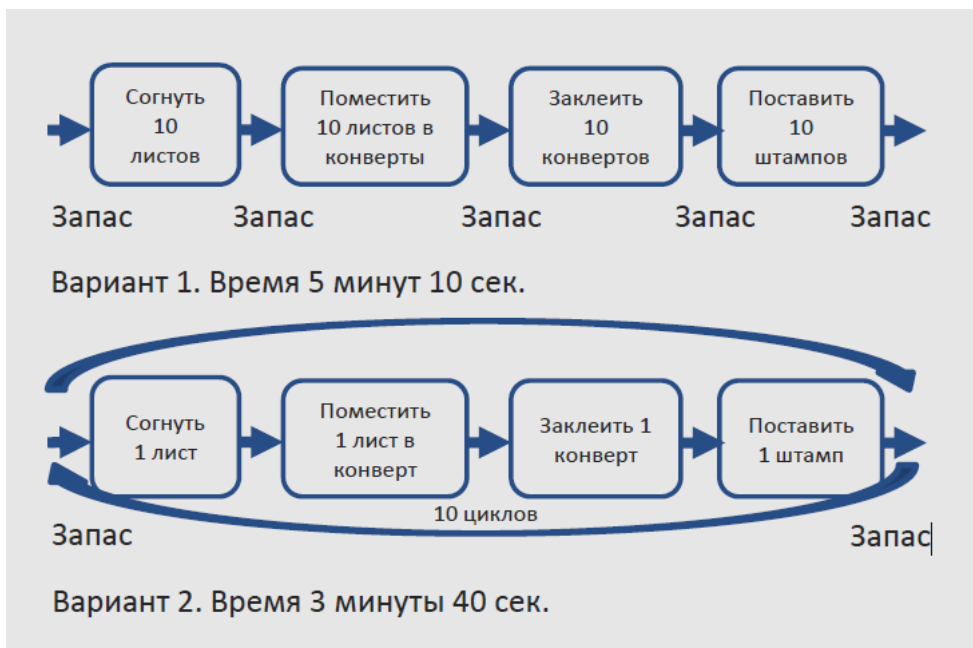 Согнуть
10
листов
Поместить
10 листов в
конверты
Заклеить
10
конвертов
Поставить
10
штампов
Запас
Запас
Запас
Запас
Запас
Вариант 1. Время 5 минут 10 сек.
Согнуть
1 лист
Поместить
1 лист в
конверт
Заклеить 1
конверт
Поставить
1 штамп
10 циклов
Запас
Запас
Вариант 2. Время 3 минуты 40 сек.